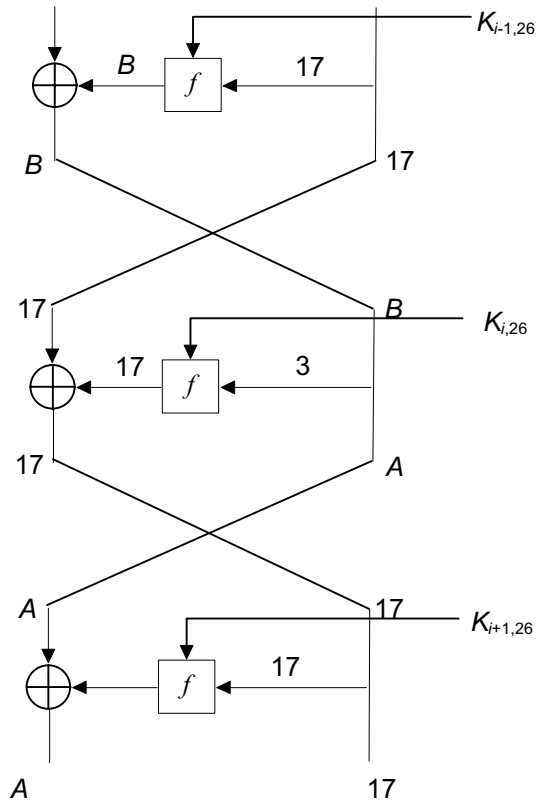 K_{i-1,26}
B f 17
B 17
17 B
K_{i,26}
17 f 3
17 A
A 17
K_{i+1,26}
f 17
A 17